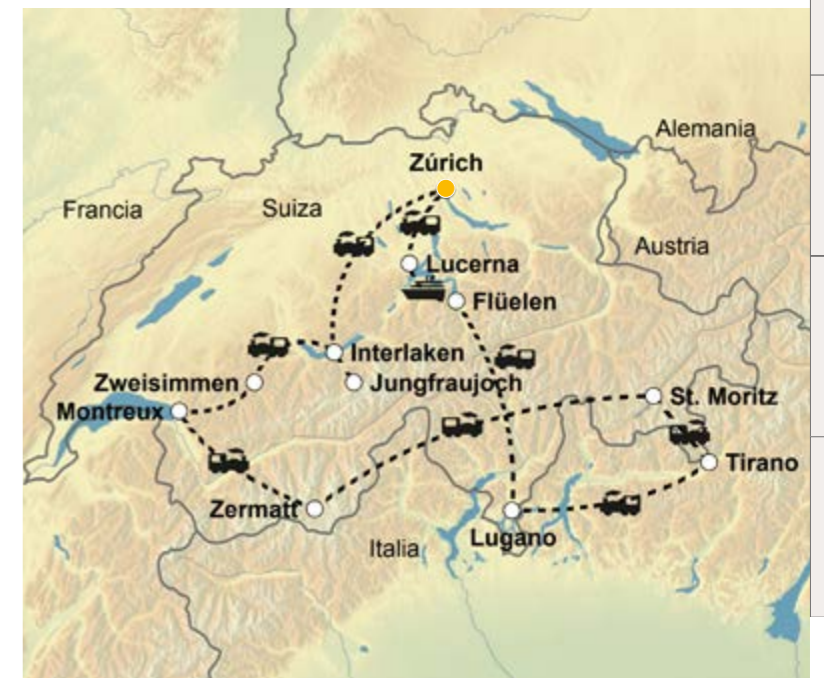 Alemania
Zúrich
Francia
Suiza
Austria
Lucerna
Flüelen
Interlaken
Zweisimmen
Jungfraujoch
Montreux
St. Moritz
Tirano
Zermatt
Lugano
Italia